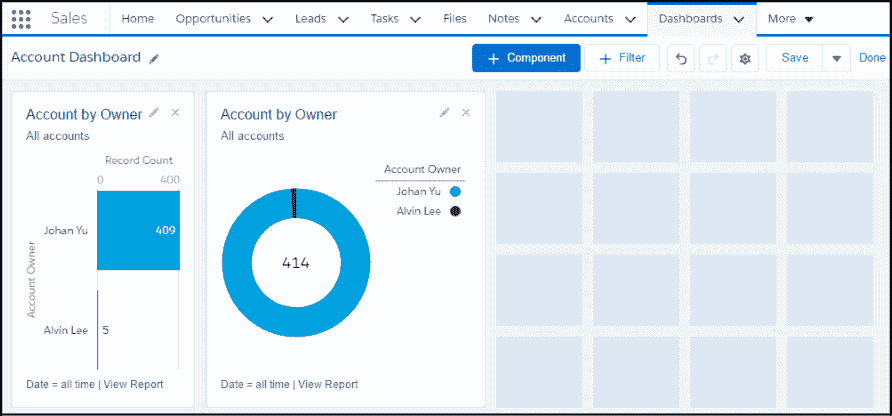 Sales Home Opportunities Leads Tasks Files Notes Accounts Dashboards More
Account Dashboard + Component + Filter Save Done
Account by Owner
All accounts
Record Count
0 400
Account Owner
Johan Yu 409
Alvin Lee 5
Date = all time | View Report
Account by Owner
All accounts
Account Owner
Johan Yu
Alvin Lee
414
Date = all time | View Report